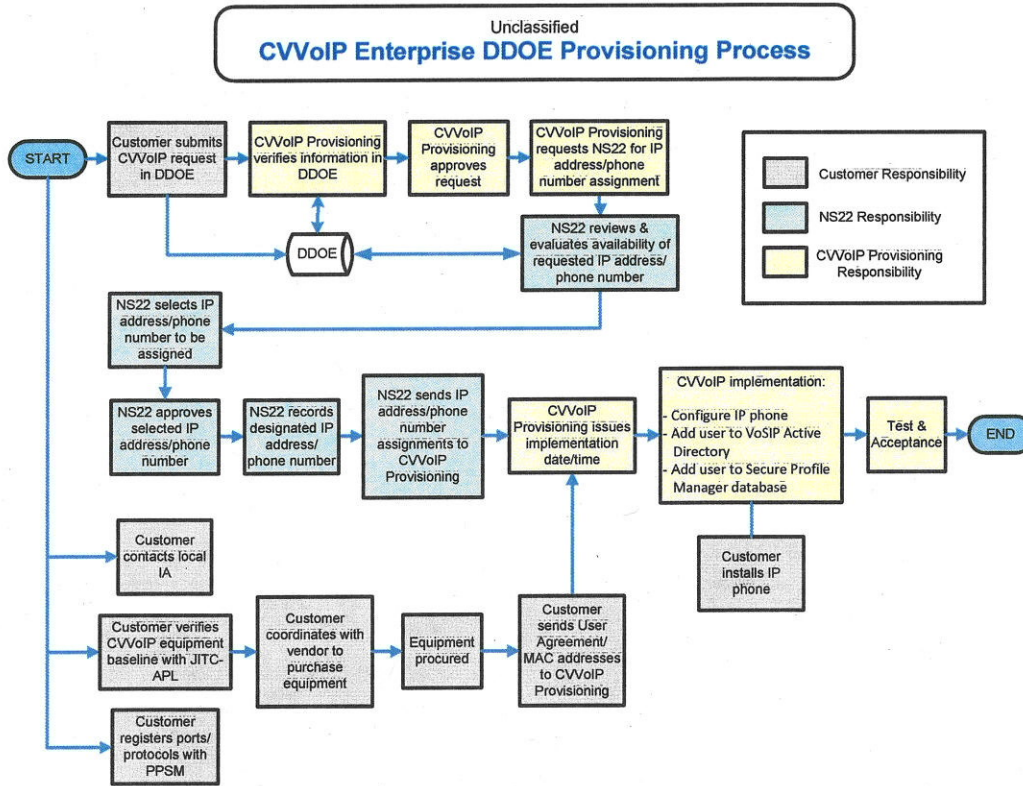 Unclassified
CVVoIP Enterprise DDOE Provisioning Process
START
Customer submits
CVVoIP request
in DDOE
CVVoIP Provisioning
verifies information in
DDOE
CVVoIP
Provisioning
approves
request
CVVoIP Provisioning
requests NS22 for IP
address/phone
number assignment
Customer Responsibility
NS22 Responsibility
CVVoIP Provisioning
Responsibility
DDOE
NS22 reviews &
evaluates availability of
requested IP address/
phone number
NS22 selects IP
address/phone
number to be
assigned
NS22 approves
selected IP
address/phone
number
NS22 records
designated IP
address/
phone number
NS22 sends IP
address/phone
number
assignments to
CVVoIP
Provisioning
CVVoIP
Provisioning issues
implementation
date/time
CVVoIP implementation:
- Configure IP phone
- Add user to VoSIP Active
Directory
- Add user to Secure Profile
Manager database
Test &
Acceptance
END
Customer
contacts local
IA
Customer
installs IP
phone
Customer verifies
CVVoIP equipment
baseline with JITC-
APL
Customer
coordinates with
vendor to
purchase
equipment
Equipment
procured
Customer
sends User
Agreement/
MAC addresses
to CVVoIP
Provisioning
Customer
registers ports/
protocols with
PPSM